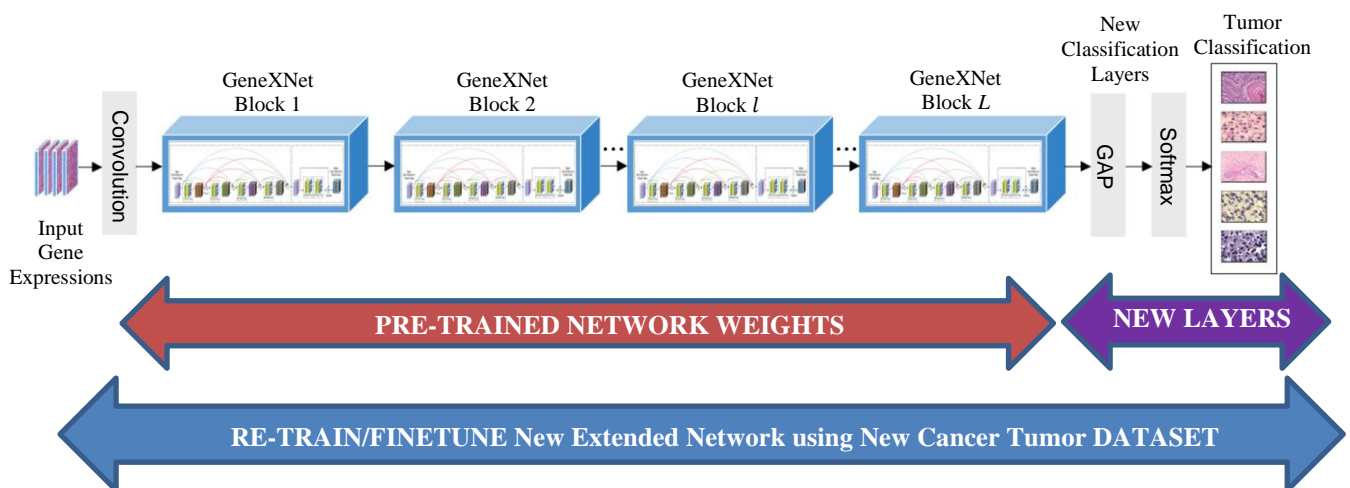 New
Classification
Layers
Tumor
Classification
GeneXNet
Block 1
GeneXNet
Block 2
GeneXNet
Block l
GeneXNet
Block L
Convolution
...
...
GAP
Softmax
Input
Gene
Expressions
PRE-TRAINED NETWORK WEIGHTS
NEW LAYERS
RE-TRAIN/FINETUNE New Extended Network using New Cancer Tumor DATASET